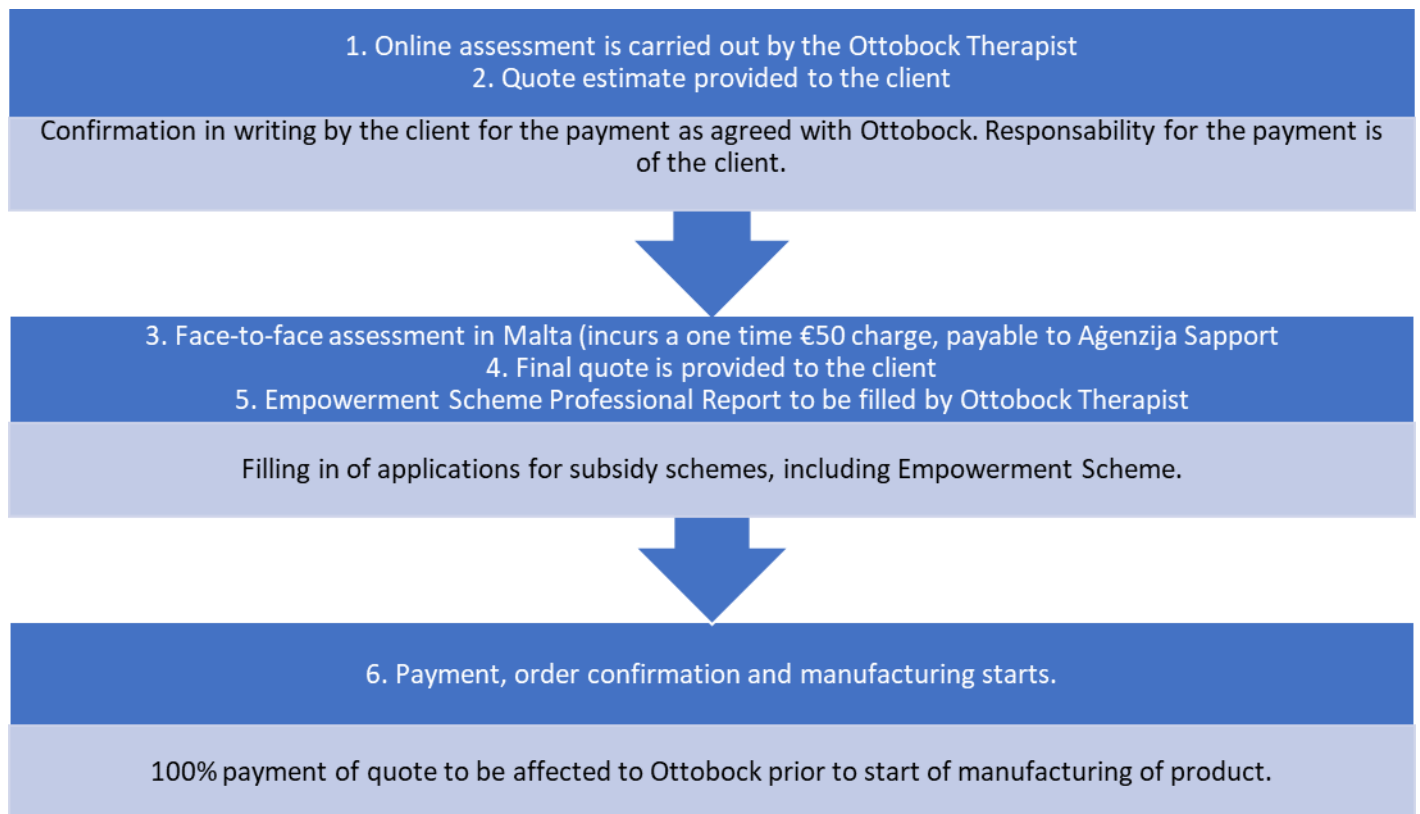 1. Online assessment is carried out by the Ottobock Therapist
2. Quote estimate provided to the client
Confirmation in writing by the client for the payment as agreed with Ottobock. Responsability for the payment is
of the client.
3. Face-to-face assessment in Malta (incurs a one time €50 charge, payable to Aġenzija Sapport
4. Final quote is provided to the client
5. Empowerment Scheme Professional Report to be filled by Ottobock Therapist
Filling in of applications for subsidy schemes, including Empowerment Scheme.
6. Payment, order confirmation and manufacturing starts.
100% payment of quote to be affected to Ottobock prior to start of manufacturing of product.